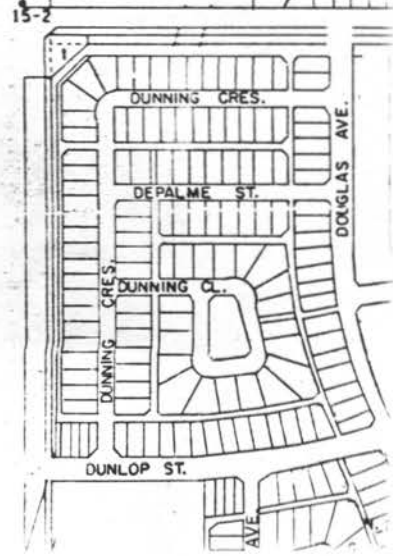 15-2
1
DUNNING CRES.
DOUGLAS AVE.
DEPALME ST.
DUNNING CL.
DUNNING CRES.
DUNLOP ST.
AVE.